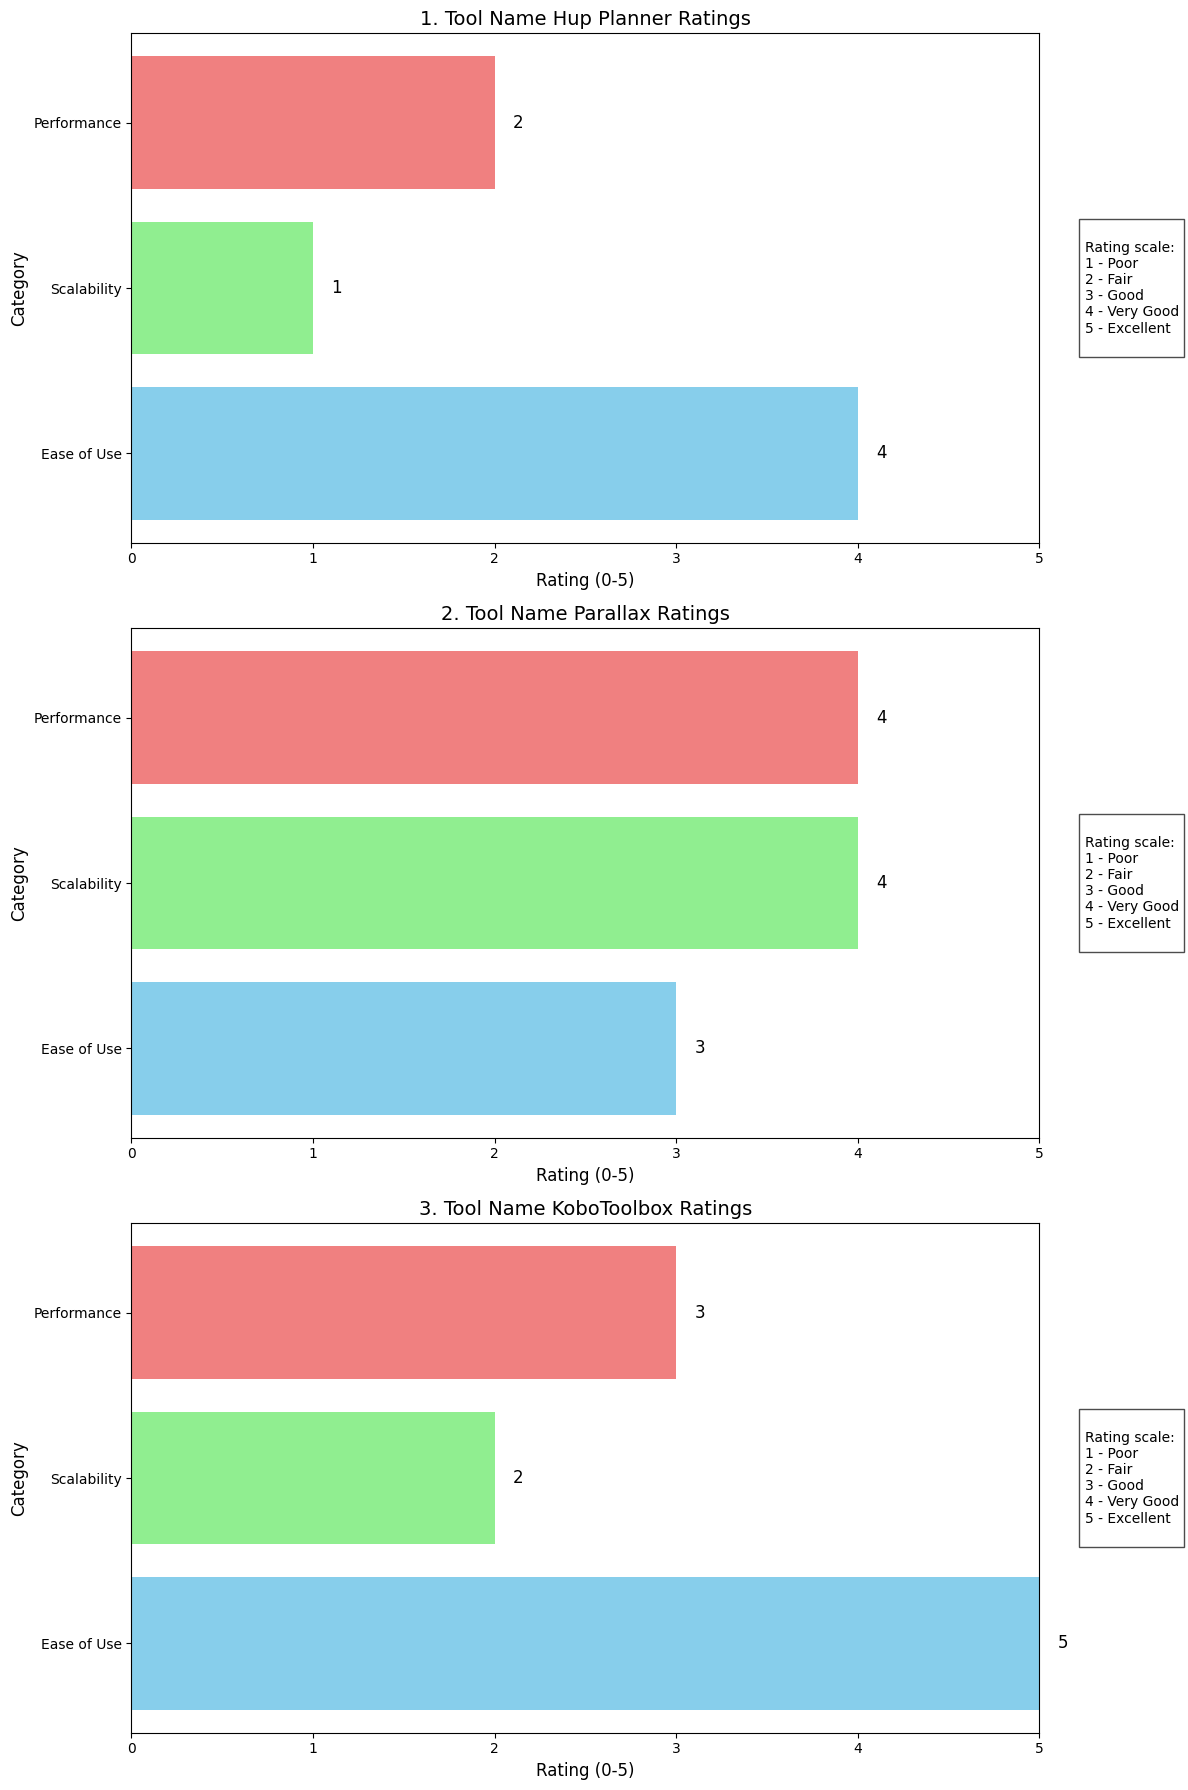 1. Tool Name Hup Planner Ratings
Category
Performance
2
Scalability
1
Ease of Use
4
0 1 2 3 4 5
Rating (0-5)
Rating scale:
1 - Poor
2 - Fair
3 - Good
4 - Very Good
5 - Excellent
2. Tool Name Parallax Ratings
Category
Performance
4
Scalability
4
Ease of Use
3
0 1 2 3 4 5
Rating (0-5)
Rating scale:
1 - Poor
2 - Fair
3 - Good
4 - Very Good
5 - Excellent
3. Tool Name KoboToolbox Ratings
Category
Performance
3
Scalability
2
Ease of Use
5
0 1 2 3 4 5
Rating (0-5)
Rating scale:
1 - Poor
2 - Fair
3 - Good
4 - Very Good
5 - Excellent